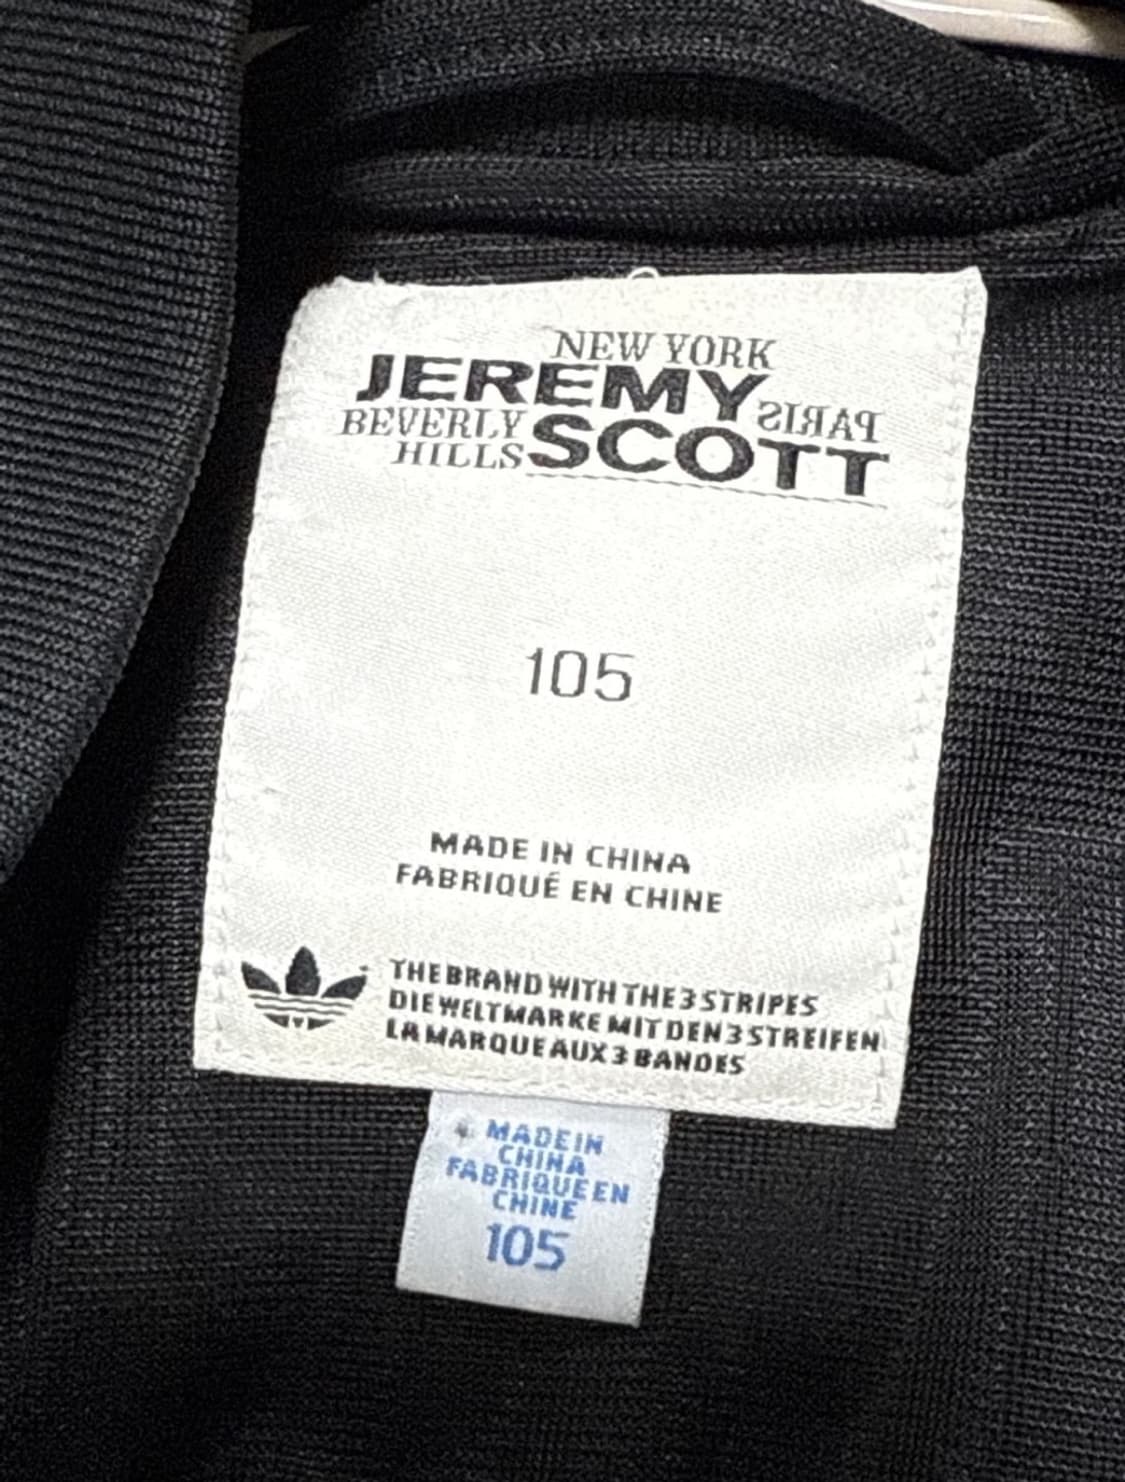 NEW YORK
JEREMY
PARIS
BEVERLY
HILLS
SCOTT
105
MADE IN CHINA
FABRIQUÉ EN CHINE
THE BRAND WITH THE 3 STRIPES
DIE WELTMARKE MIT DEN 3 STREIFEN
LA MARQUE AUX 3 BANDES
MADE IN
CHINA
FABRIQUE EN
CHINE
105